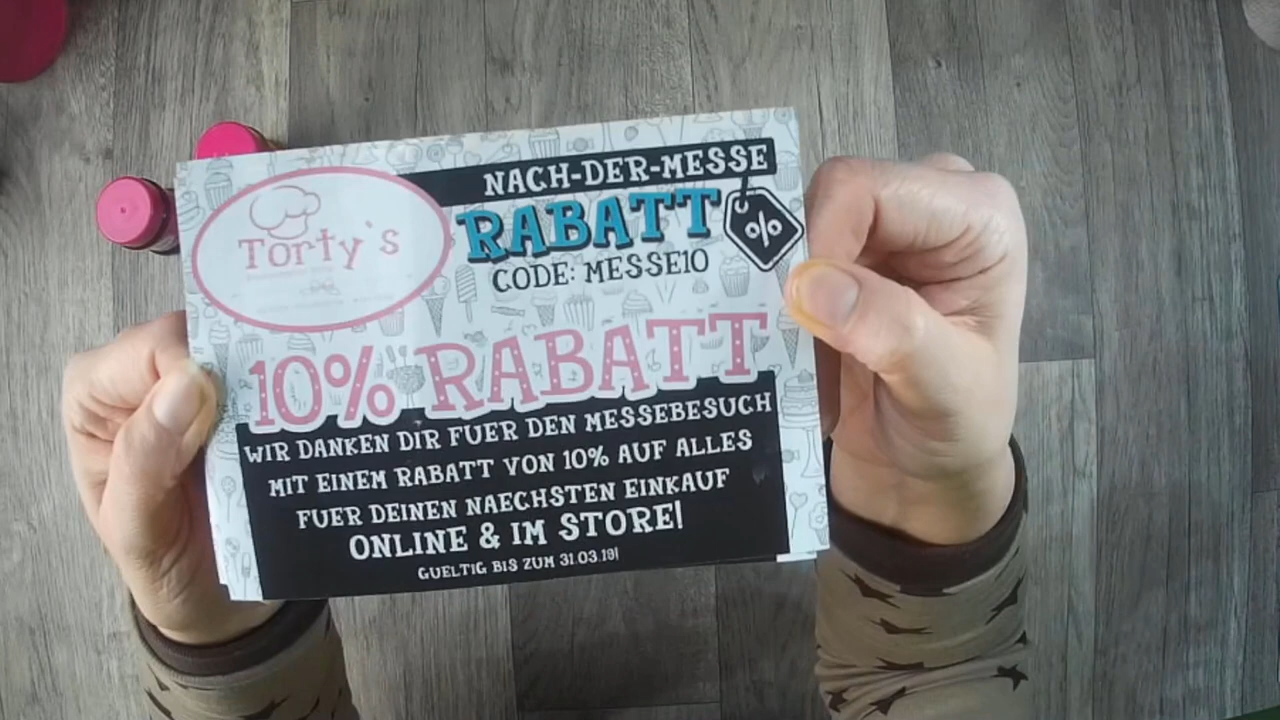 Torty`s
NACH-DER-MESSE
RABATT
%
CODE: MESSE10
10% RABATT
WIR DANKEN DIR FUER DEN MESSEBESUCH
MIT EINEM RABATT VON 10% AUF ALLES
FUER DEINEN NAECHSTEN EINKAUF
ONLINE & IM STORE|
GUELTIG BIS ZUM 31.03.19|